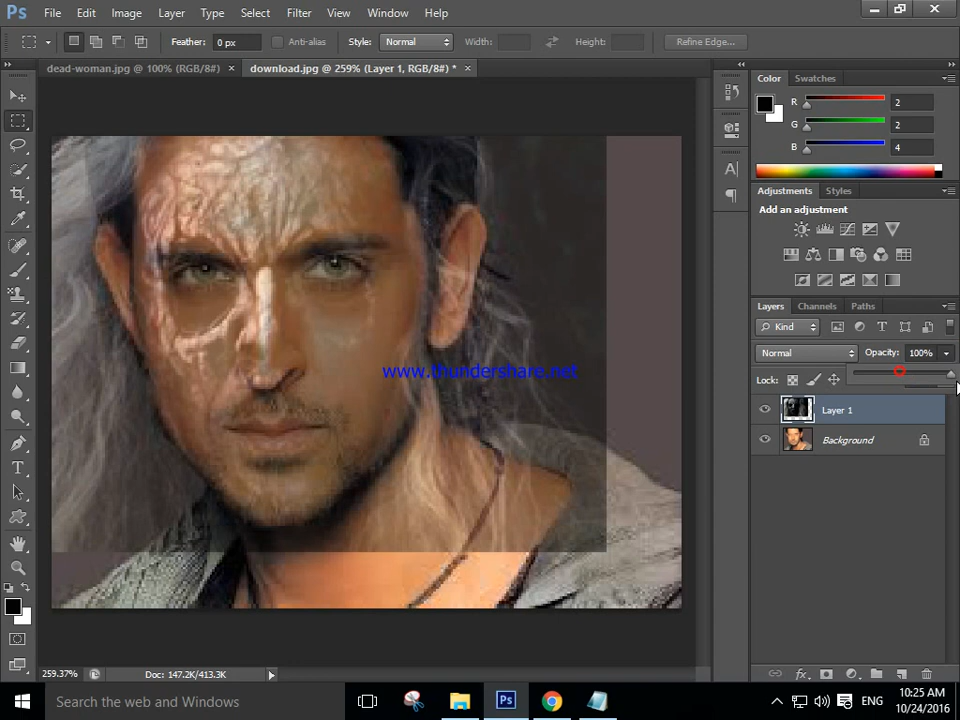 Ps File Edit Image Layer Type Select Filter View Window Help
Feather: 0 px Anti-alias Style: Normal Width: Height: Refine Edge...
dead-woman.jpg @ 100% (RGB/8#) × download.jpg @ 259% (Layer 1, RGB/8#) * ×
Color Swatches
R 2
G 2
B 4
Adjustments Styles
Add an adjustment
Layers Channels Paths
Kind
Normal Opacity: 100%
Lock:
Layer 1
Background
www.thundershare.net
259.37% Doc: 147.2K/413.3K
Search the web and Windows
Ps
ENG
10:25 AM
10/24/2016